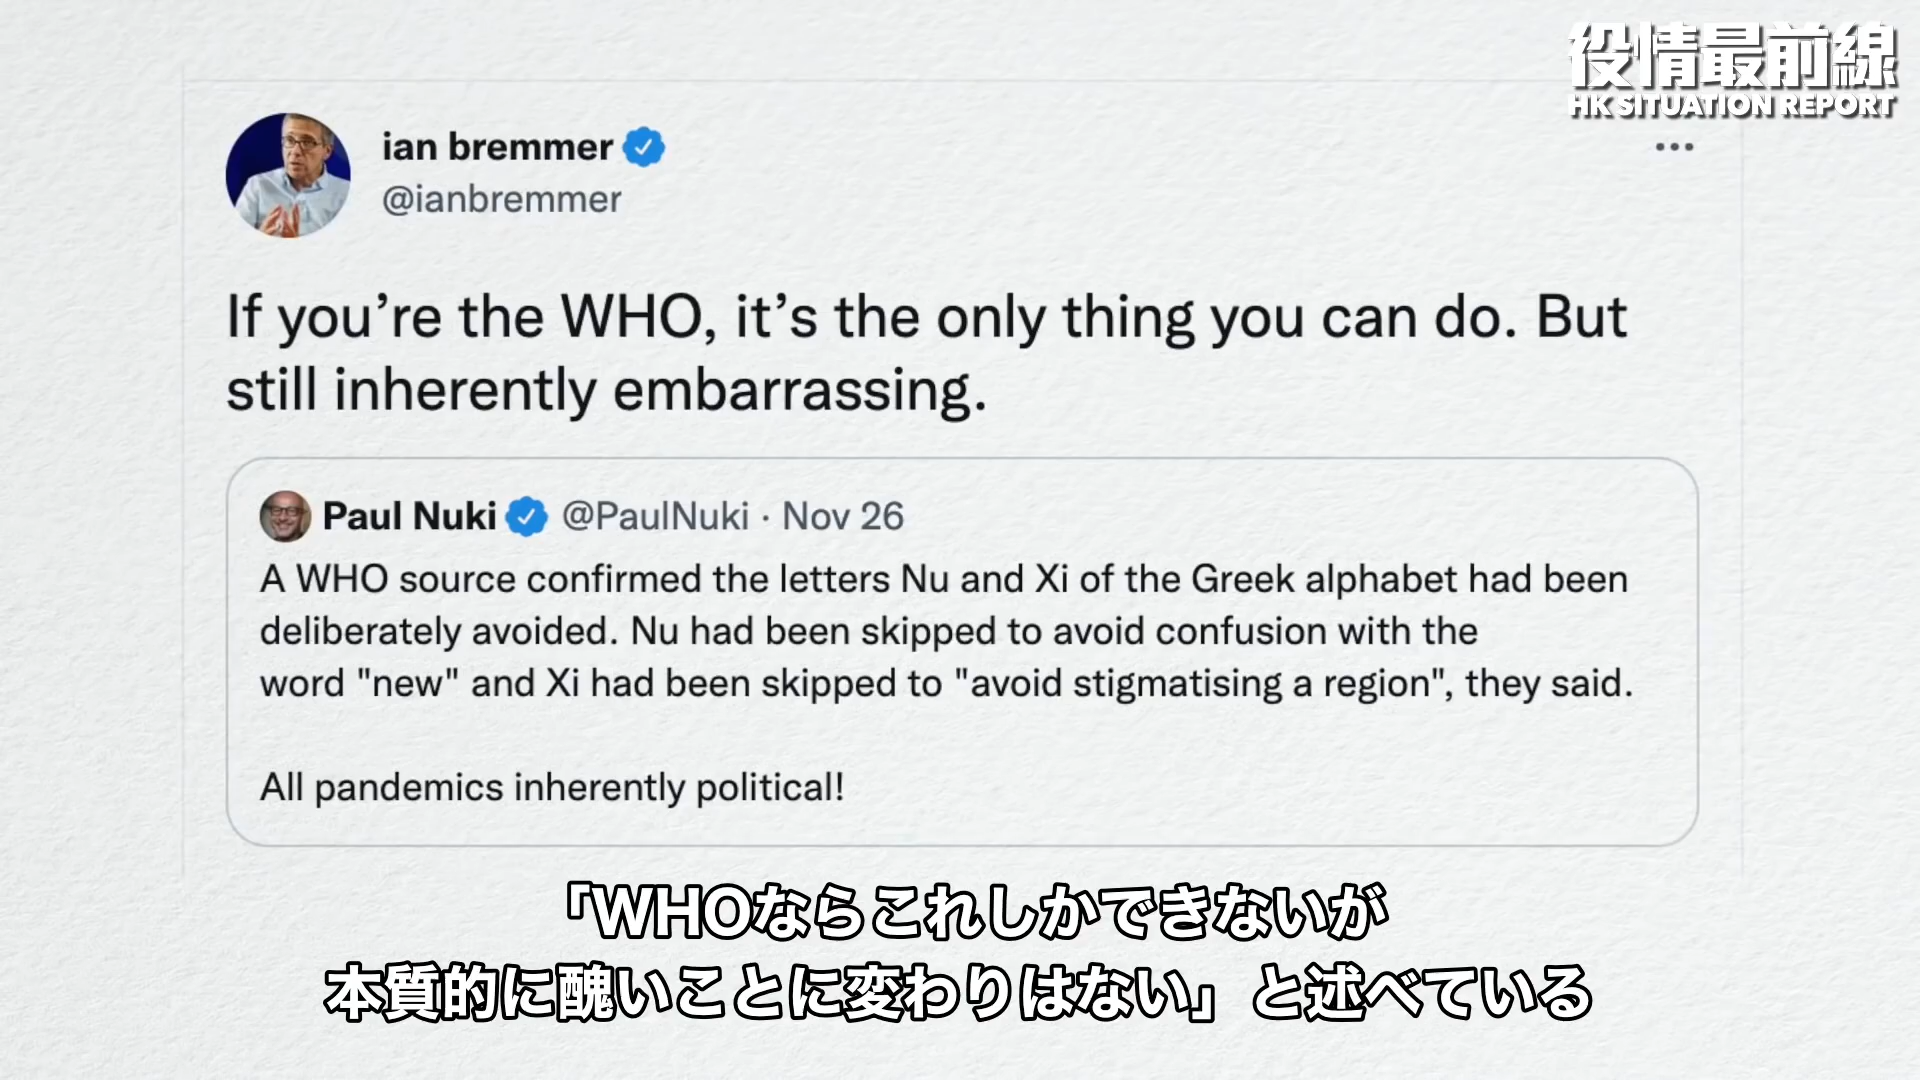 役情最前線
HK SITUATION REPORT
ian bremmer
@ianbremmer
If you’re the WHO, it’s the only thing you can do. But
still inherently embarrassing.
Paul Nuki @PaulNuki · Nov 26
A WHO source confirmed the letters Nu and Xi of the Greek alphabet had been
deliberately avoided. Nu had been skipped to avoid confusion with the
word "new" and Xi had been skipped to "avoid stigmatising a region", they said.
All pandemics inherently political!
「WHOならこれしかできないが
本質的に醜いことに変わりはない」と述べている